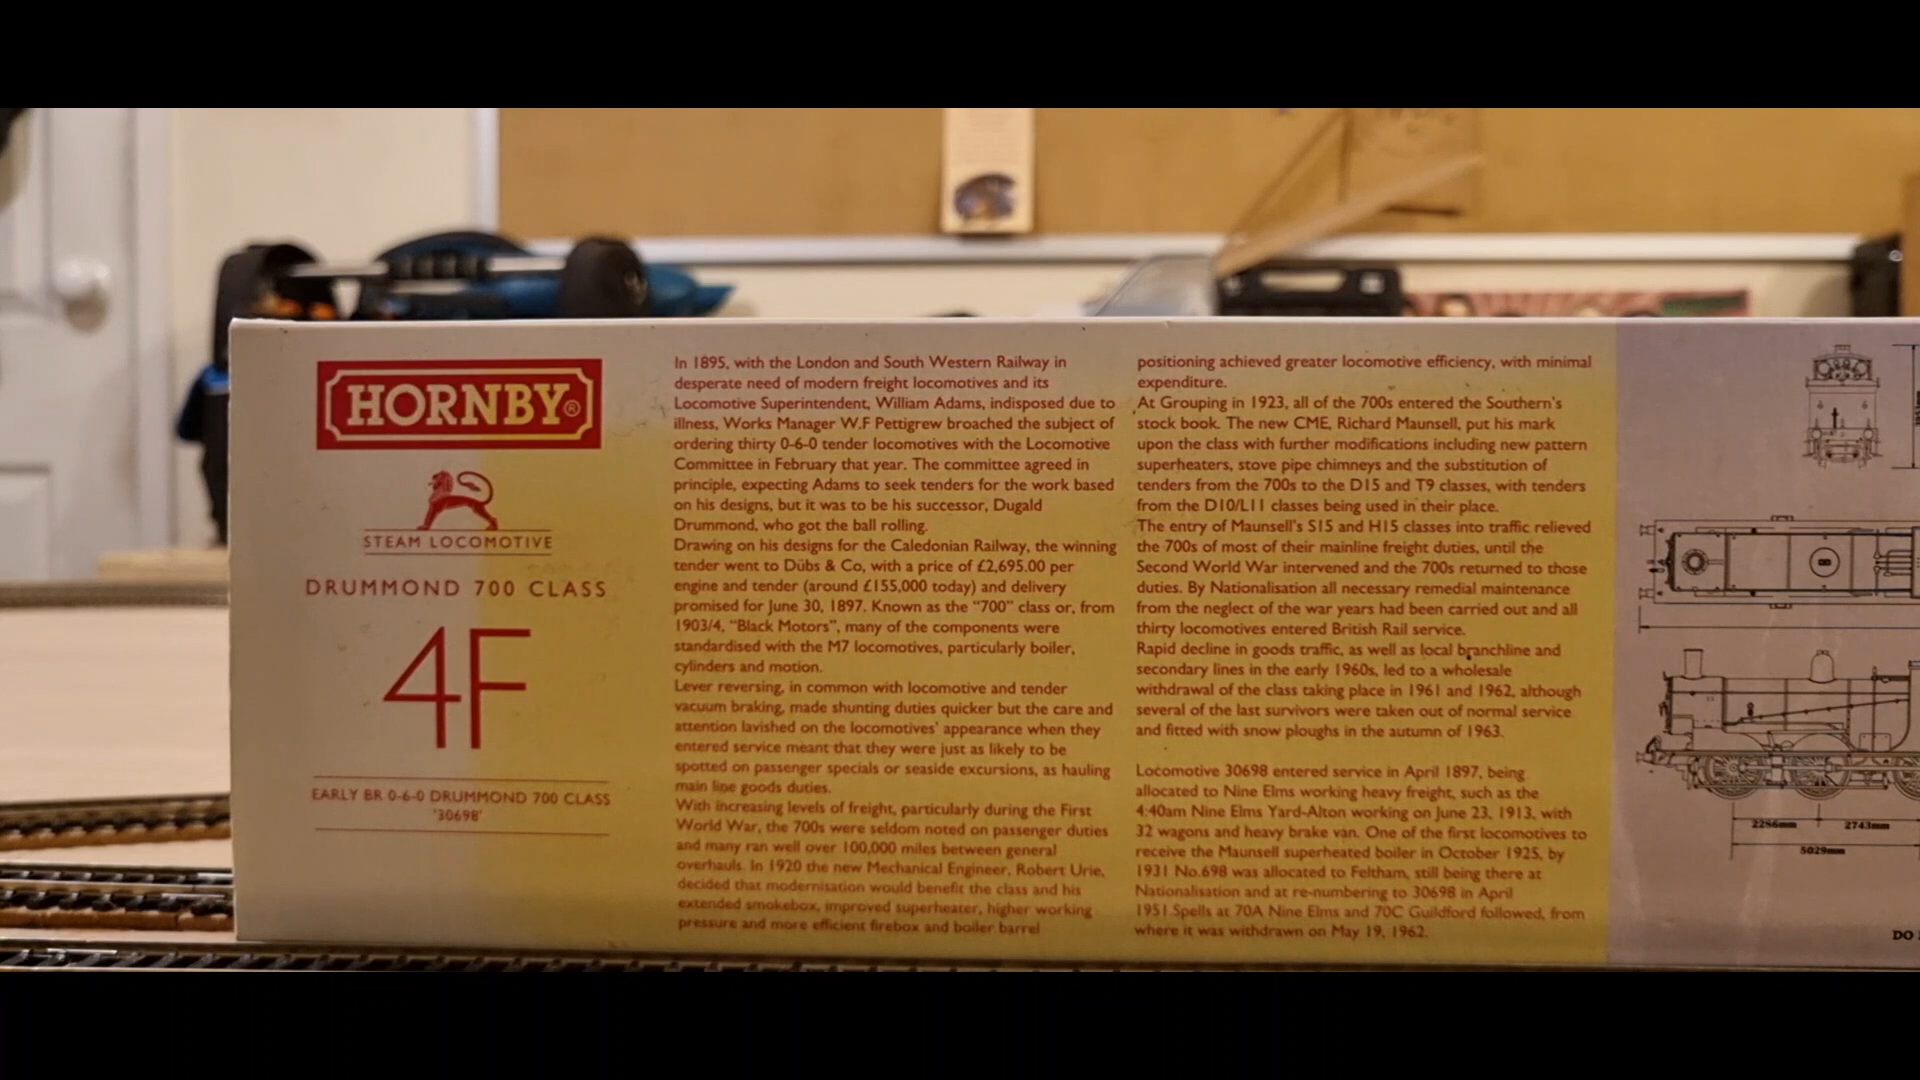 HORNBY®
STEAM LOCOMOTIVE
DRUMMOND 700 CLASS
4F
EARLY BR 0-6-0 DRUMMOND 700 CLASS
'30698'
In 1895, with the London and South Western Railway in
desperate need of modern freight locomotives and its
Locomotive Superintendent, William Adams, indisposed due to
illness, Works Manager W.F Pettigrew broached the subject of
ordering thirty 0-6-0 tender locomotives with the Locomotive
Committee in February that year. The committee agreed in
principle, expecting Adams to seek tenders for the work based
on his designs, but it was to be his successor, Dugald
Drummond, who got the ball rolling.
Drawing on his designs for the Caledonian Railway, the winning
tender went to Dübs & Co, with a price of £2,695.00 per
engine and tender (around £155,000 today) and delivery
promised for June 30, 1897. Known as the "700" class or, from
1903/4, "Black Motors", many of the components were
standardised with the M7 locomotives, particularly boiler,
cylinders and motion.
Lever reversing, in common with locomotive and tender
vacuum braking, made shunting duties quicker but the care and
attention lavished on the locomotives' appearance when they
entered service meant that they were just as likely to be
spotted on passenger specials or seaside excursions, as hauling
main line goods duties.
With increasing levels of freight, particularly during the First
World War, the 700s were seldom noted on passenger duties
and many ran well over 100,000 miles between general
overhauls. In 1920 the new Mechanical Engineer, Robert Urie,
decided that modernisation would benefit the class and his
extended smokebox, improved superheater, higher working
pressure and more efficient firebox and boiler barrel
positioning achieved greater locomotive efficiency, with minimal
expenditure.
At Grouping in 1923, all of the 700s entered the Southern's
stock book. The new CME, Richard Maunsell, put his mark
upon the class with further modifications including new pattern
superheaters, stove pipe chimneys and the substitution of
tenders from the 700s to the D15 and T9 classes, with tenders
from the D10/L11 classes being used in their place.
The entry of Maunsell's S15 and H15 classes into traffic relieved
the 700s of most of their mainline freight duties, until the
Second World War intervened and the 700s returned to those
duties. By Nationalisation all necessary remedial maintenance
from the neglect of the war years had been carried out and all
thirty locomotives entered British Rail service.
Rapid decline in goods traffic, as well as local branchline and
secondary lines in the early 1960s, led to a wholesale
withdrawal of the class taking place in 1961 and 1962, although
several of the last survivors were taken out of normal service
and fitted with snow ploughs in the autumn of 1963.
Locomotive 30698 entered service in April 1897, being
allocated to Nine Elms working heavy freight, such as the
4:40am Nine Elms Yard-Alton working on June 23, 1913, with
32 wagons and heavy brake van. One of the first locomotives to
receive the Maunsell superheated boiler in October 1925, by
1931 No.698 was allocated to Feltham, still being there at
Nationalisation and at re-numbering to 30698 in April
1951.Spells at 70A Nine Elms and 70C Guildford followed, from
where it was withdrawn on May 19, 1962.
2286mm 2743mm
5029mm
DO